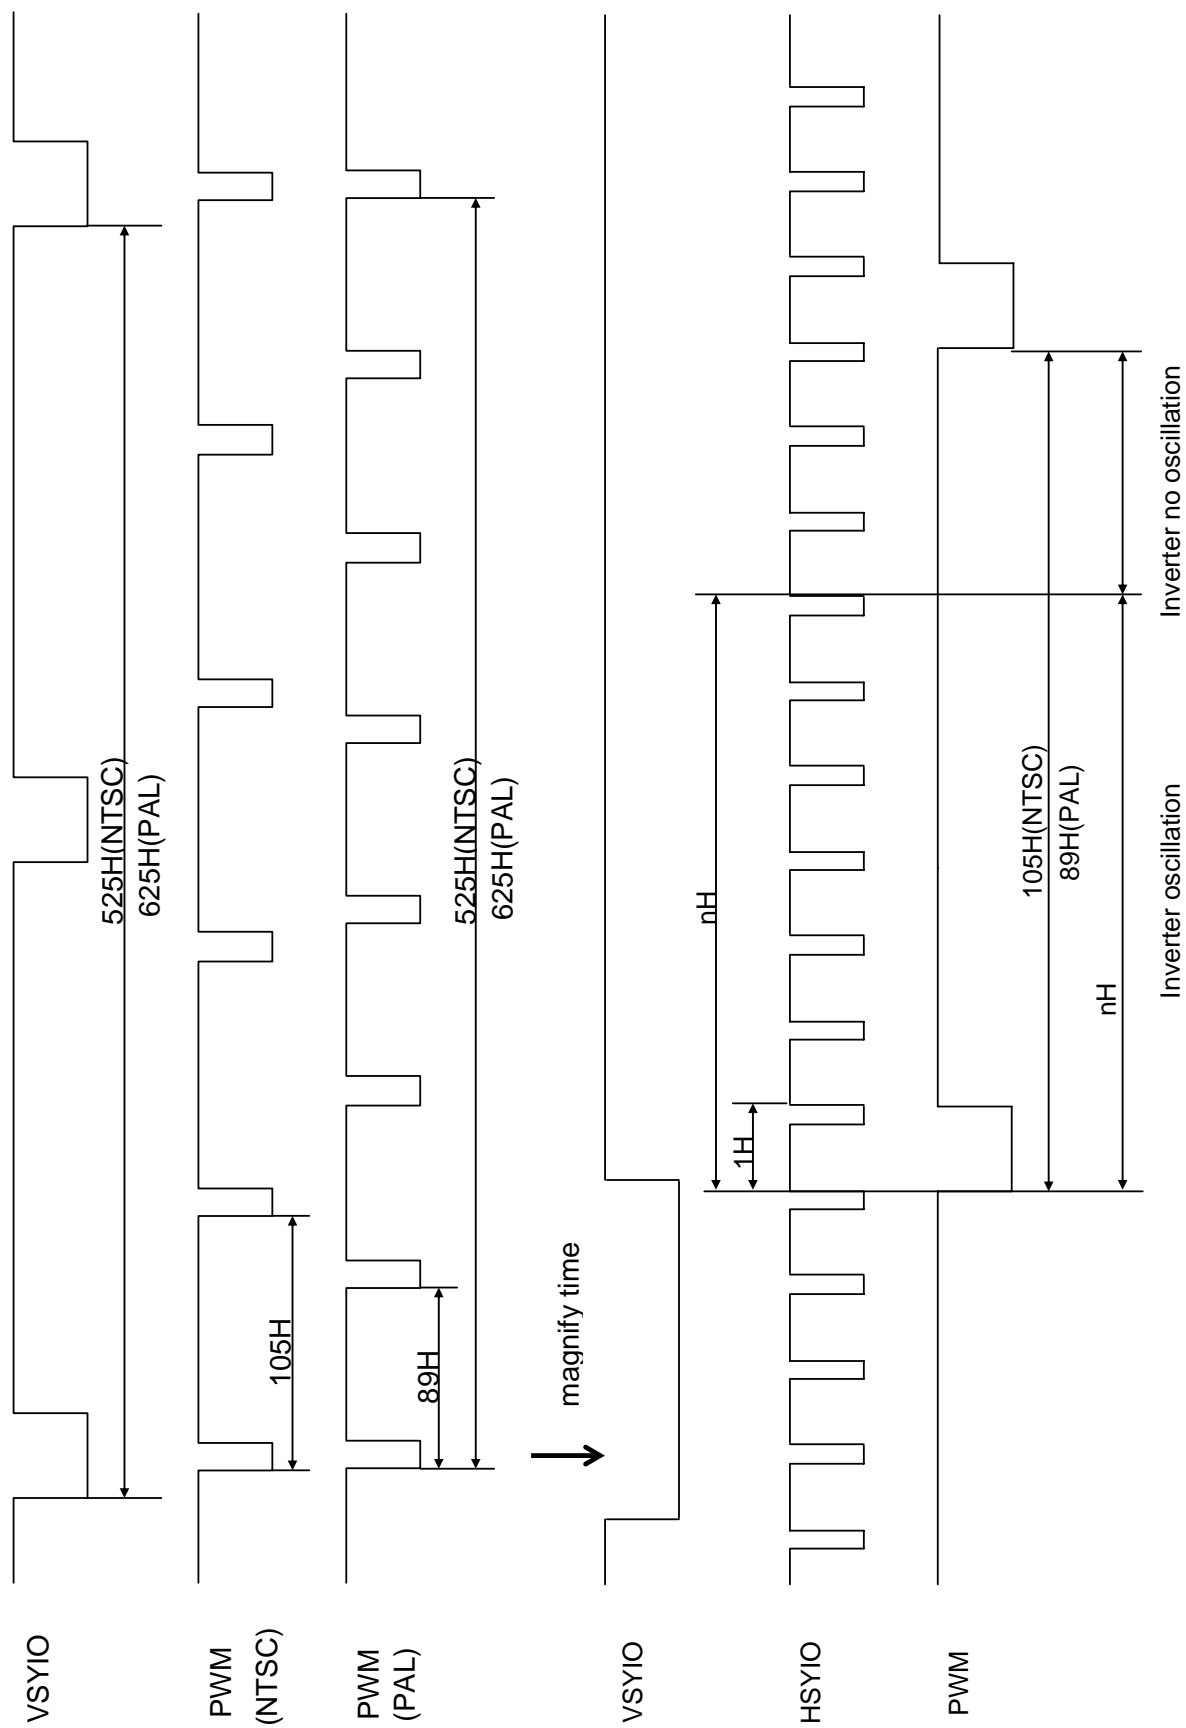 VSYIO
525H(NTSC)
625H(PAL)
PWM
(NTSC)
105H
PWM
(PAL)
89H
525H(NTSC)
625H(PAL)
magnify time
VSYIO
nH
1H
HSYIO
PWM
105H(NTSC)
89H(PAL)
nH
Inverter oscillation
Inverter no oscillation